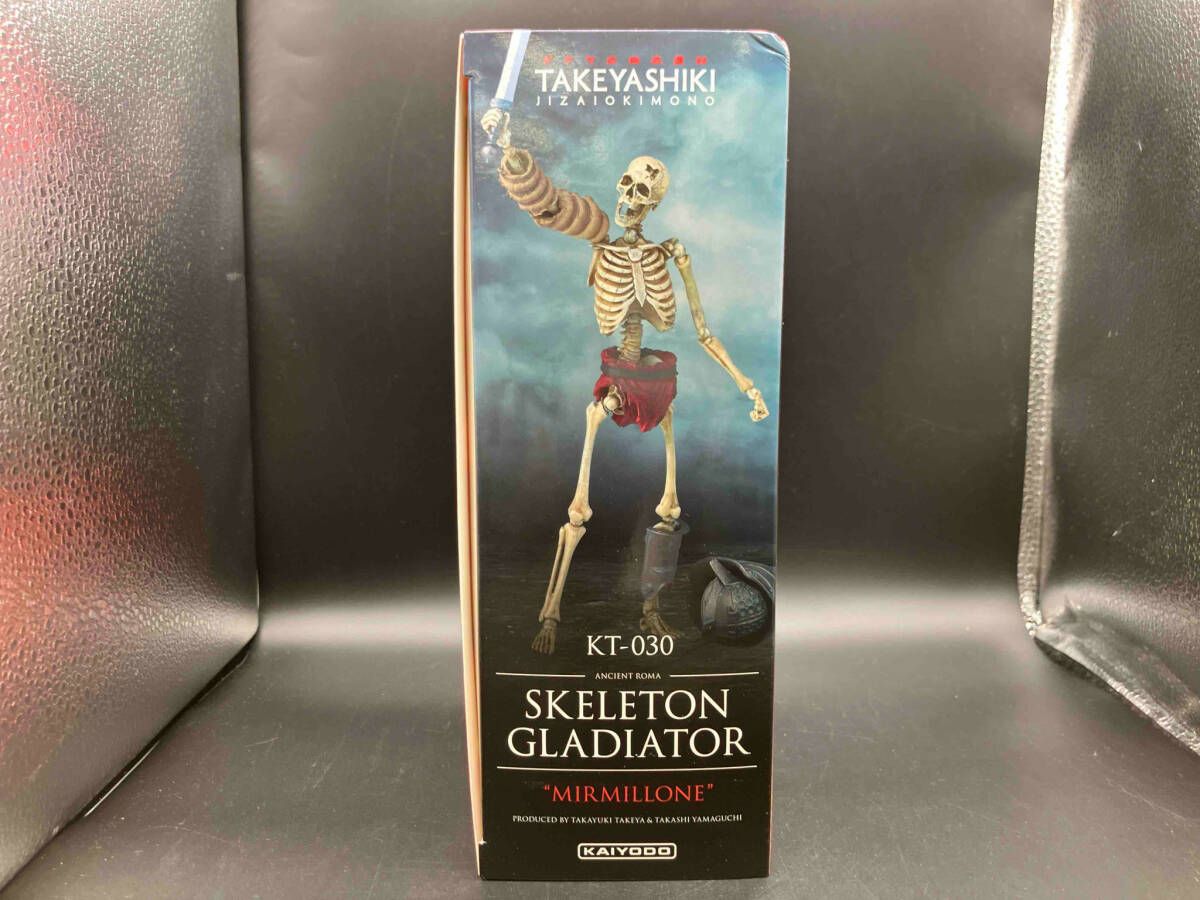 TAKEYASHIKI
JIZAIOKIMONO
KT-030
ANCIENT ROMA
SKELETON
GLADIATOR
"MIRMILLONE"
PRODUCED BY TAKAYUKI TAKEYA & TAKASHI YAMAGUCHI
KAIYODO